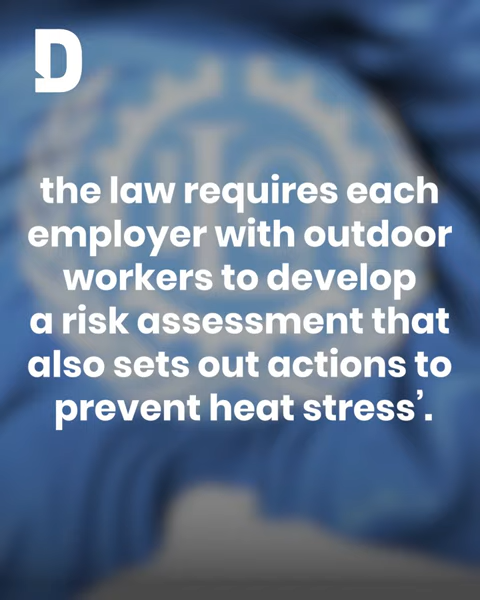 D
the law requires each
employer with outdoor
workers to develop
a risk assessment that
also sets out actions to
prevent heat stress’.